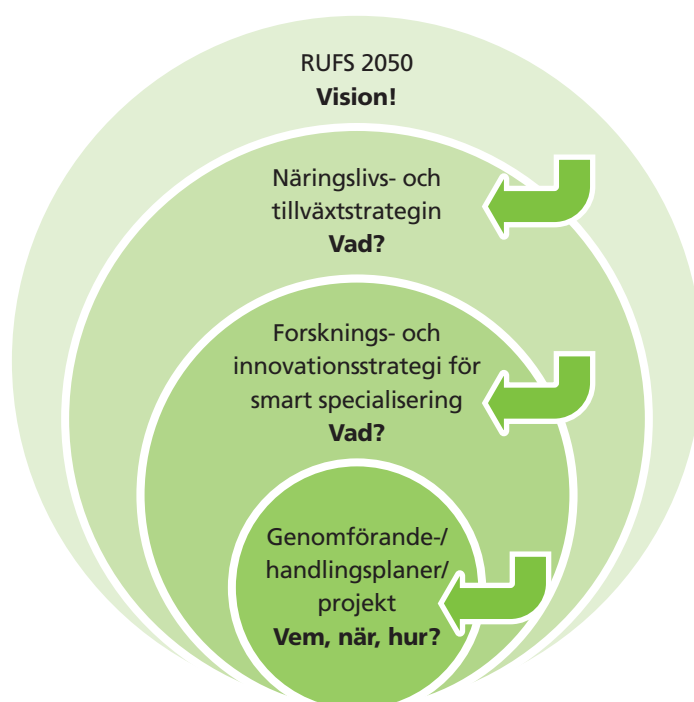 RUFS 2050
Vision!
Näringslivs- och
tillväxtstrategin
Vad?
Forsknings- och
innovationsstrategi för
smart specialisering
Vad?
Genomförande-/
handlingsplaner/
projekt
Vem, när, hur?